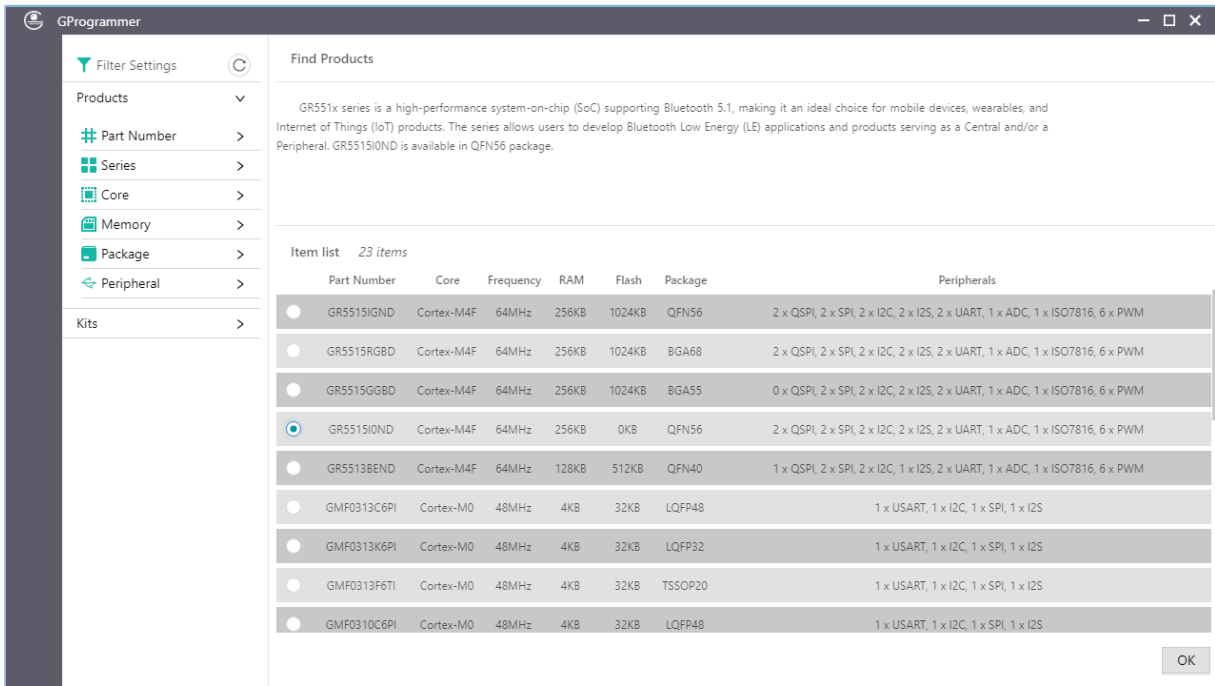 GProgrammer
Filter Settings
Products
Part Number
Series
Core
Memory
Package
Peripheral
Kits
Find Products
GR551x series is a high-performance system-on-chip (SoC) supporting Bluetooth 5.1, making it an ideal choice for mobile devices, wearables, and
Internet of Things (IoT) products. The series allows users to develop Bluetooth Low Energy (LE) applications and products serving as a Central and/or a
Peripheral. GR5515I0ND is available in QFN56 package.
Item list 23 items
Part Number Core Frequency RAM Flash Package Peripherals
GR5515IGND Cortex-M4F 64MHz 256KB 1024KB QFN56 2 x QSPI, 2 x SPI, 2 x I2C, 2 x I2S, 2 x UART, 1 x ADC, 1 x ISO7816, 6 x PWM
GR5515RGBD Cortex-M4F 64MHz 256KB 1024KB BGA68 2 x QSPI, 2 x SPI, 2 x I2C, 2 x I2S, 2 x UART, 1 x ADC, 1 x ISO7816, 6 x PWM
GR5515GGBD Cortex-M4F 64MHz 256KB 1024KB BGA55 0 x QSPI, 2 x SPI, 2 x I2C, 2 x I2S, 2 x UART, 1 x ADC, 1 x ISO7816, 6 x PWM
GR5515I0ND Cortex-M4F 64MHz 256KB 0KB QFN56 2 x QSPI, 2 x SPI, 2 x I2C, 2 x I2S, 2 x UART, 1 x ADC, 1 x ISO7816, 6 x PWM
GR5513BEND Cortex-M4F 64MHz 128KB 512KB QFN40 1 x QSPI, 2 x SPI, 2 x I2C, 1 x I2S, 2 x UART, 1 x ADC, 1 x ISO7816, 6 x PWM
GMF0313C6PI Cortex-M0 48MHz 4KB 32KB LQFP48 1 x USART, 1 x I2C, 1 x SPI, 1 x I2S
GMF0313K6PI Cortex-M0 48MHz 4KB 32KB LQFP32 1 x USART, 1 x I2C, 1 x SPI, 1 x I2S
GMF0313F6TI Cortex-M0 48MHz 4KB 32KB TSSOP20 1 x USART, 1 x I2C, 1 x SPI, 1 x I2S
GMF0310C6PI Cortex-M0 48MHz 4KB 32KB LQFP48 1 x USART, 1 x I2C, 1 x SPI, 1 x I2S
OK